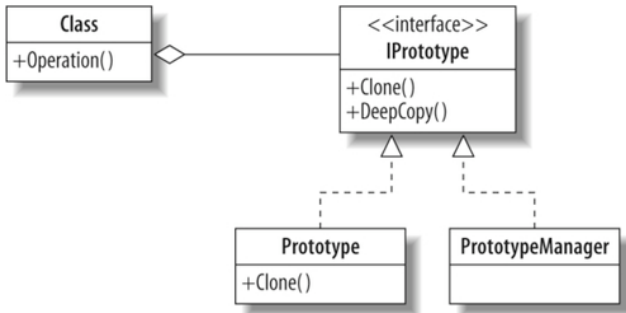 Class
+Operation()
<<interface>>
IPrototype
+Clone()
+DeepCopy()
Prototype
+Clone()
PrototypeManager